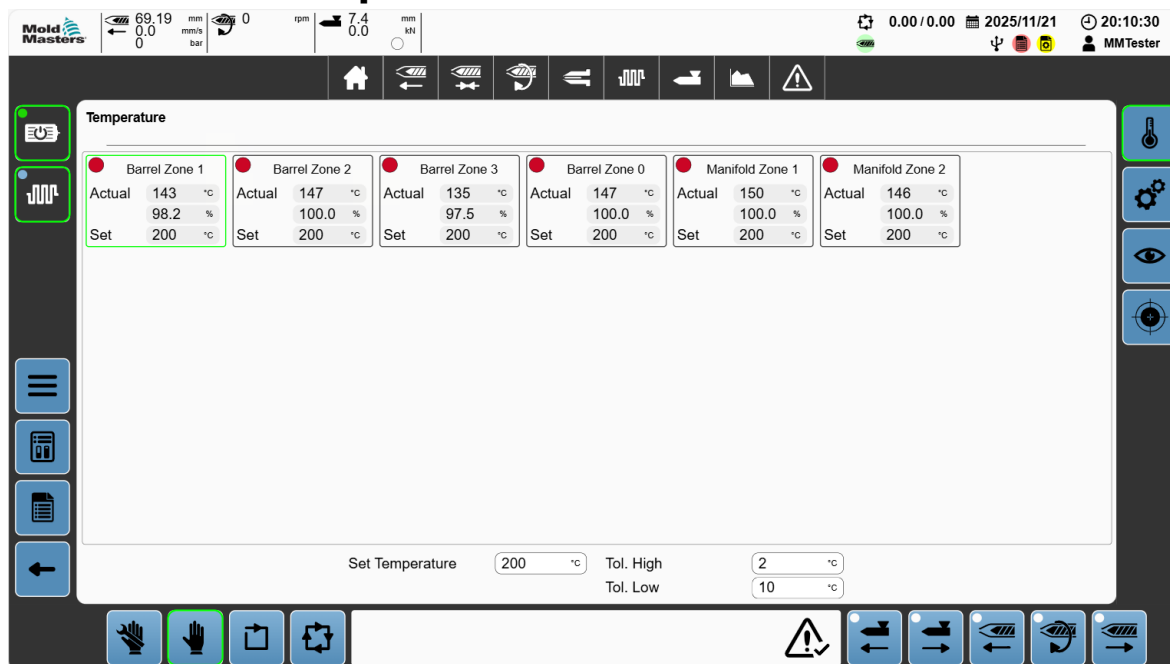 Mold
Masters
69.19 mm
0.0 mm/s
0 bar
0 rpm
7.4 mm
0.0 kN
0.00 / 0.00
2025/11/21
20:10:30
MMTester
Temperature
Barrel Zone 1
Actual 143 °C
98.2 %
Set 200 °C
Barrel Zone 2
Actual 147 °C
100.0 %
Set 200 °C
Barrel Zone 3
Actual 135 °C
97.5 %
Set 200 °C
Barrel Zone 0
Actual 147 °C
100.0 %
Set 200 °C
Manifold Zone 1
Actual 150 °C
100.0 %
Set 200 °C
Manifold Zone 2
Actual 146 °C
100.0 %
Set 200 °C
Set Temperature 200 °C
Tol. High 2 °C
Tol. Low 10 °C